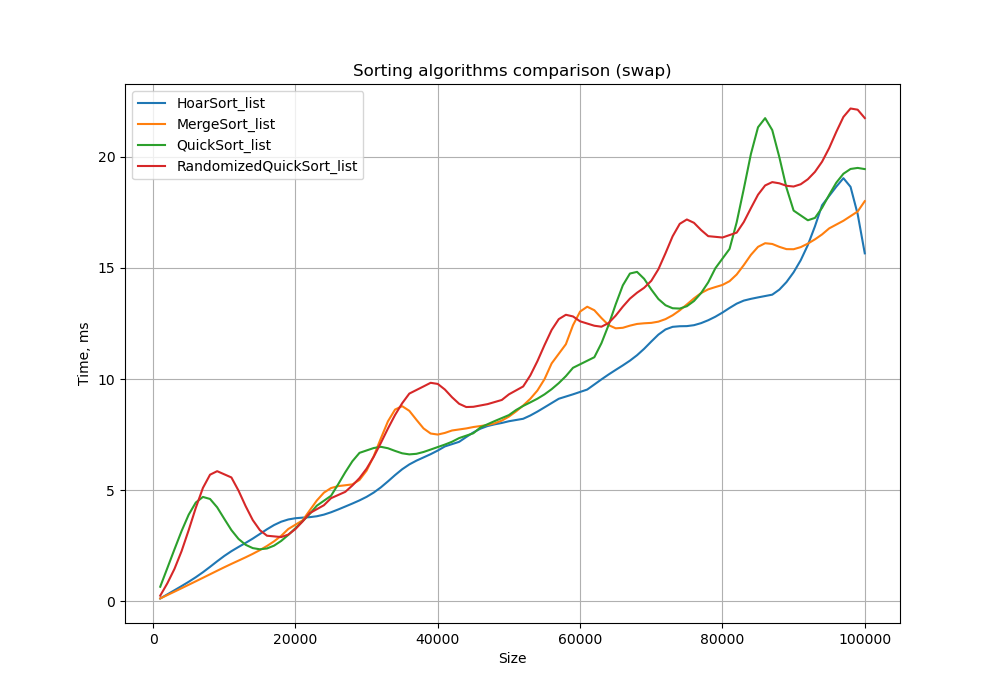 Sorting algorithms comparison (swap)
HoarSort_list
MergeSort_list
QuickSort_list
RandomizedQuickSort_list
Time, ms
20
15
10
5
0
0 20000 40000 60000 80000 100000
Size